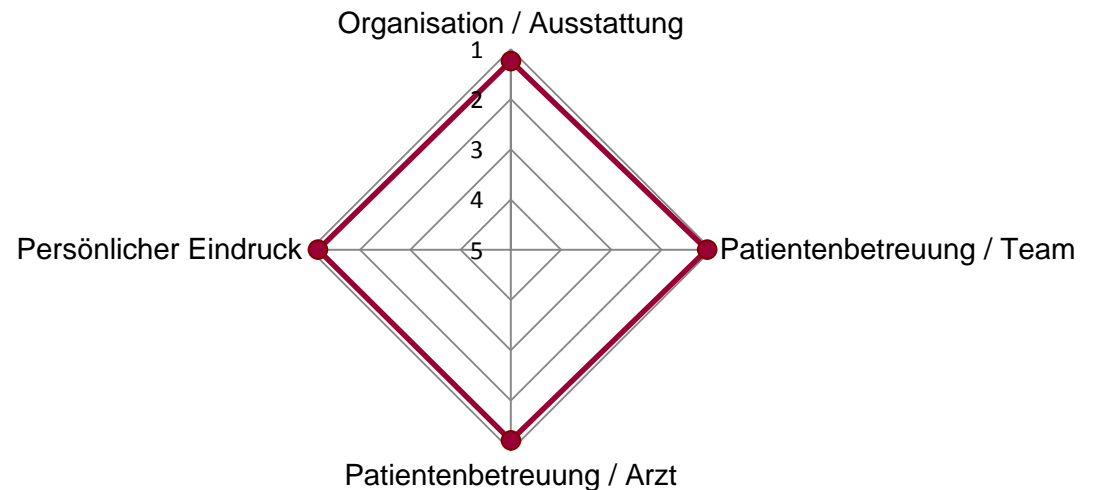 Organisation / Ausstattung
1
2
3
4
Persönlicher Eindruck 5 Patientenbetreuung / Team
Patientenbetreuung / Arzt